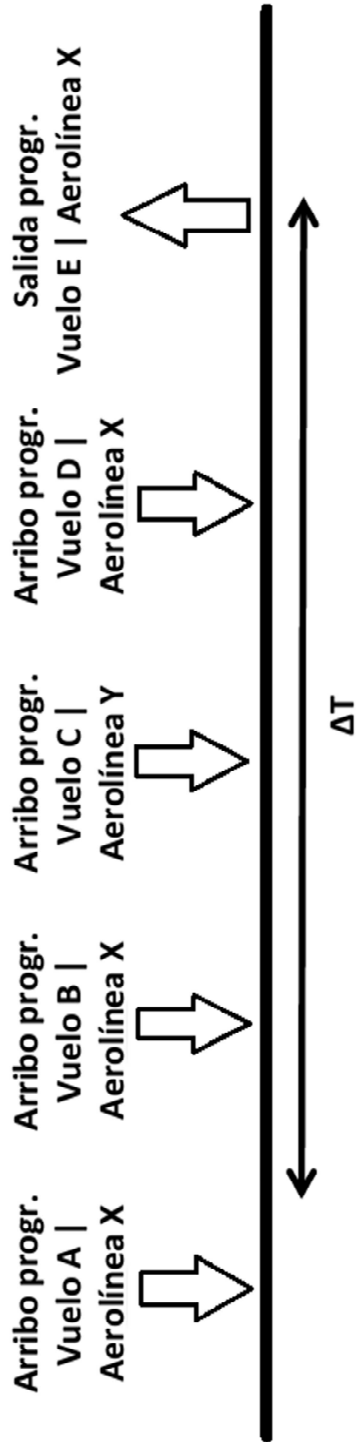 Arribo progr.
Vuelo A |
Aerolínea X
Arribo progr.
Vuelo B |
Aerolínea X
Arribo progr.
Vuelo C |
Aerolínea Y
Arribo progr.
Vuelo D |
Aerolínea X
Salida progr.
Vuelo E | Aerolínea X
ΔT